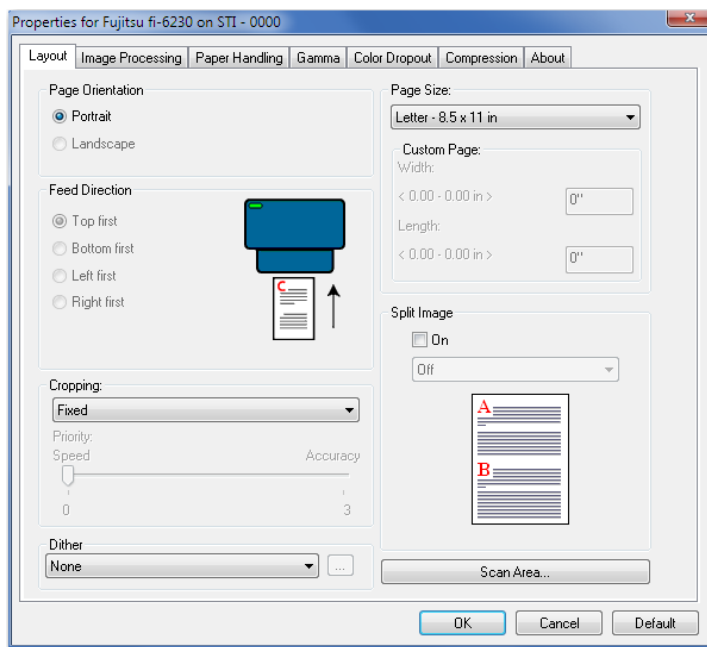 Properties for Fujitsu fi-6230 on STI - 0000
Layout Image Processing Paper Handling Gamma Color Dropout Compression About
Page Orientation
Portrait
Landscape
Feed Direction
Top first
Bottom first
Left first
Right first
C
Cropping:
Fixed
Priority:
Speed Accuracy
0 3
Dither
None ...
Page Size:
Letter - 8.5 x 11 in
Custom Page:
Width:
< 0.00 - 0.00 in > 0"
Length:
< 0.00 - 0.00 in > 0"
Split Image
On
Off
A
B
Scan Area...
OK Cancel Default